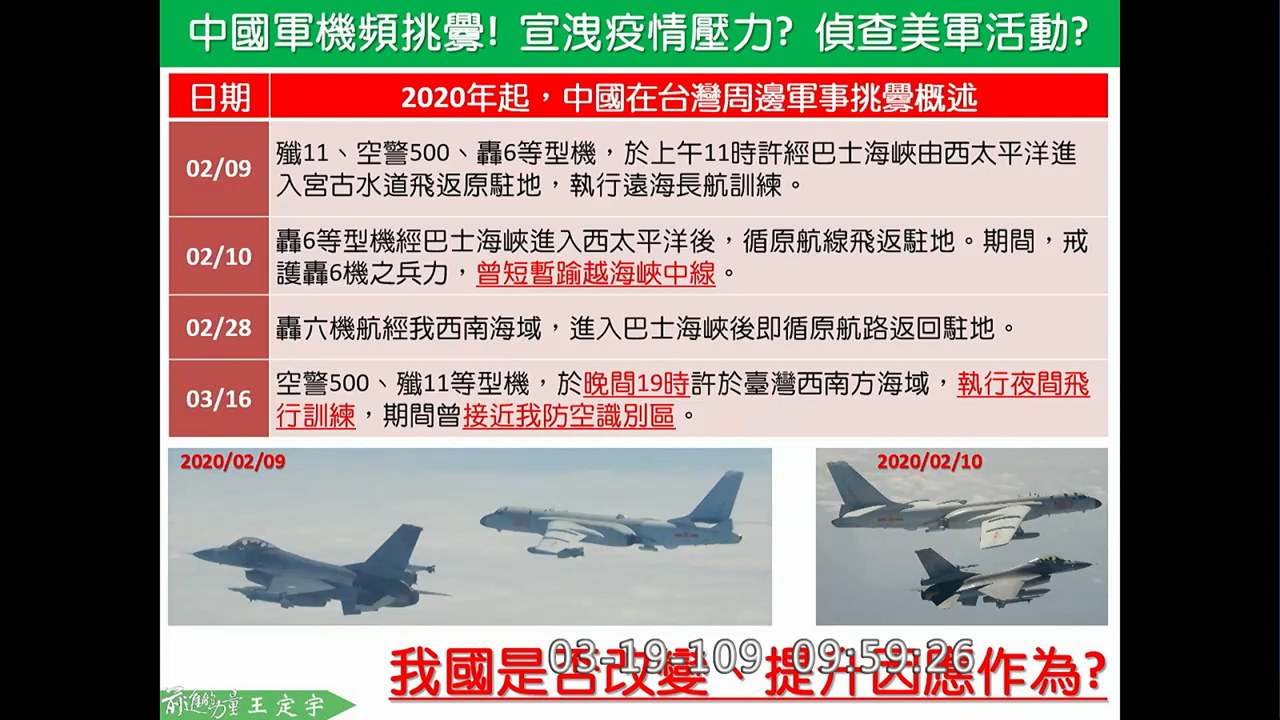 中國軍機頻挑釁! 宣洩疫情壓力? 偵查美軍活動?
日期
2020年起，中國在台灣周邊軍事挑釁概述
02/09
殲11、空警500、轟6等型機，於上午11時許經巴士海峽由西太平洋進
入宮古水道飛返原駐地，執行遠海長航訓練。
02/10
轟6等型機經巴士海峽進入西太平洋後，循原航線飛返駐地。期間，戒
護轟6機之兵力，曾短暫踰越海峽中線。
02/28
轟六機航經我西南海域，進入巴士海峽後即循原航路返回駐地。
03/16
空警500、殲11等型機，於晚間19時許於臺灣西南方海域，執行夜間飛
行訓練，期間曾接近我防空識別區。
2020/02/09
2020/02/10
03-19-109 09:59:26
我國是否改變、提升因應作為?
前進的力量 王定宇